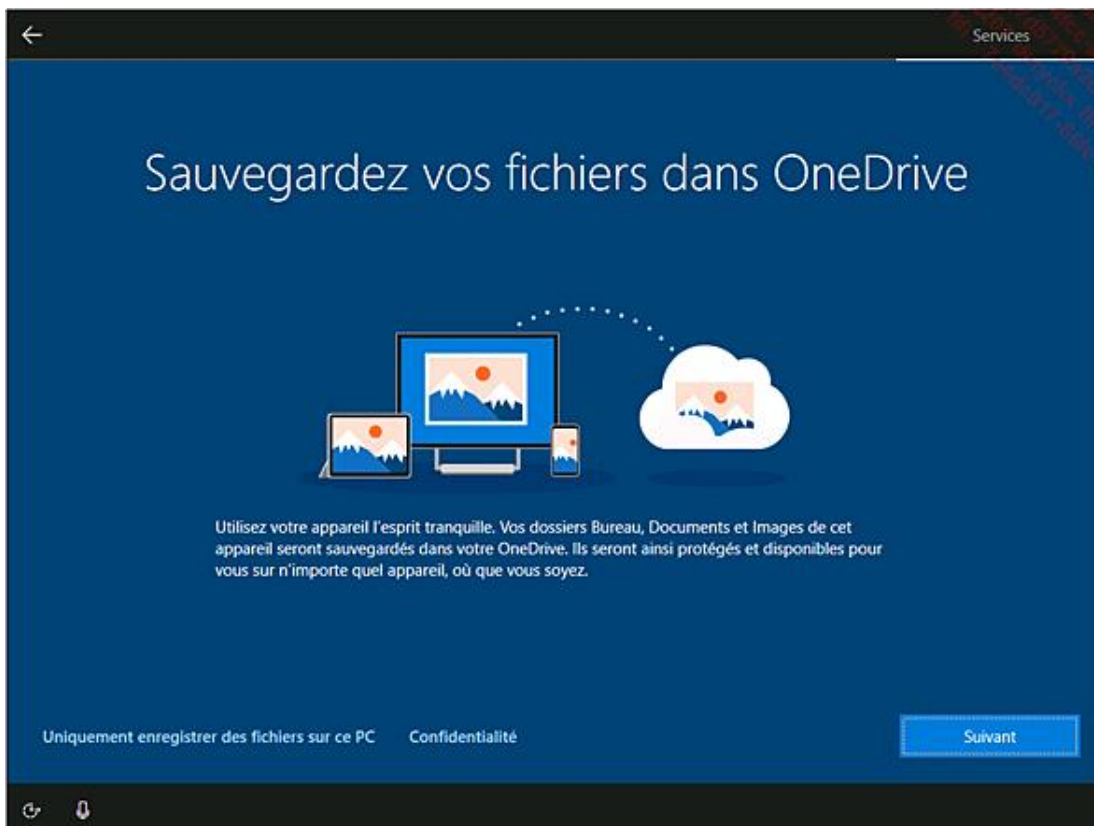 Services
Sauvegardez vos fichiers dans OneDrive
Utilisez votre appareil l'esprit tranquille. Vos dossiers Bureau, Documents et Images de cet
appareil seront sauvegardés dans votre OneDrive. Ils seront ainsi protégés et disponibles pour
vous sur n'importe quel appareil, où que vous soyez.
Uniquement enregistrer des fichiers sur ce PC
Confidentialité
Suivant